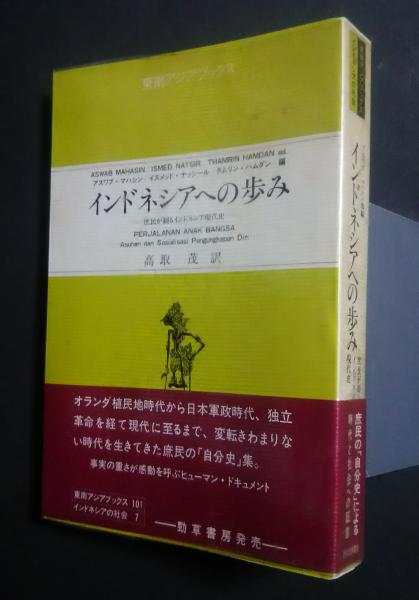 東南アジアブックス
ASWAB MAHASIN, ISMED NATSIR, THAMRIN HAMDAN ed.
アスワブ・マハシン イスメッド・ナッシール タムリン・ハムダン 編
インドネシアへの歩み
庶民が綴るインドネシア現代史
PERJALANAN ANAK BANGSA
Asuhan dan Sosialisasi Pengungkapan Diri
高取 茂訳
オランダ植民地時代から日本軍政時代、独立
革命を経て現代に至るまで、変転きわまりな
い時代を生きてきた庶民の「自分史」集。
事実の重さが感動を呼ぶヒューマン・ドキュメント
東南アジアブックス 101
インドネシアの社会 7
勁草書房発売
インドネシアへの歩み
庶民の「自分史」による